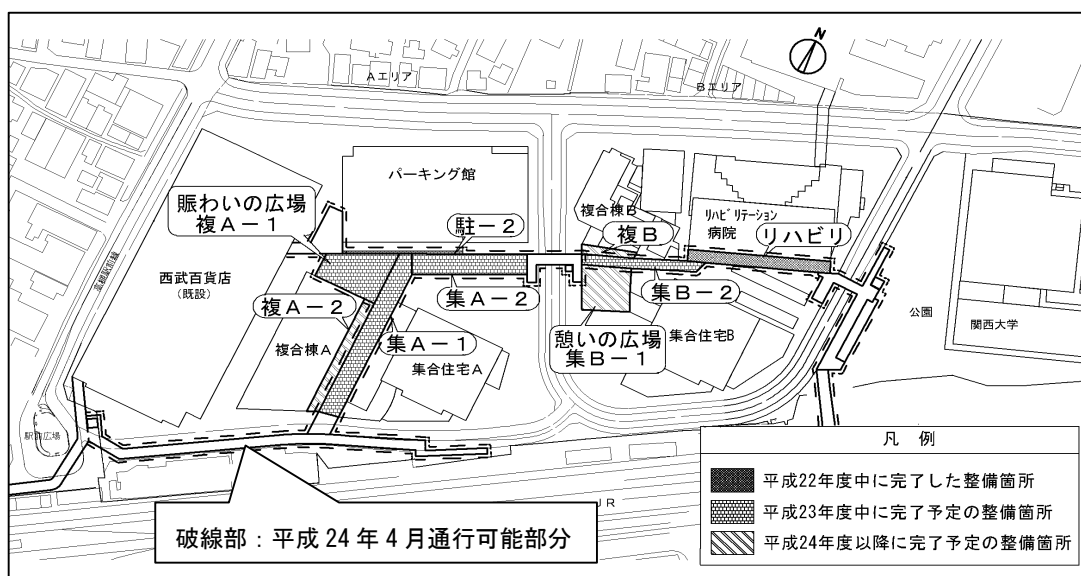 N
Aエリア
Bエリア
パーキング館
賑わいの広場
複A－1
駐－2
複合棟B
複B
リハビリテーション
病院
リハビリ
西武百貨店
（既設）
高槻駅前線
集A－2
集B－2
複A－2
集A－1
憩いの広場
集B－1
公園
関西大学
複合棟A
集合住宅A
集合住宅B
駅前広場
JR
破線部：平成24年4月通行可能部分
凡 例
平成22年度中に完了した整備箇所
平成23年度中に完了予定の整備箇所
平成24年度以降に完了予定の整備箇所